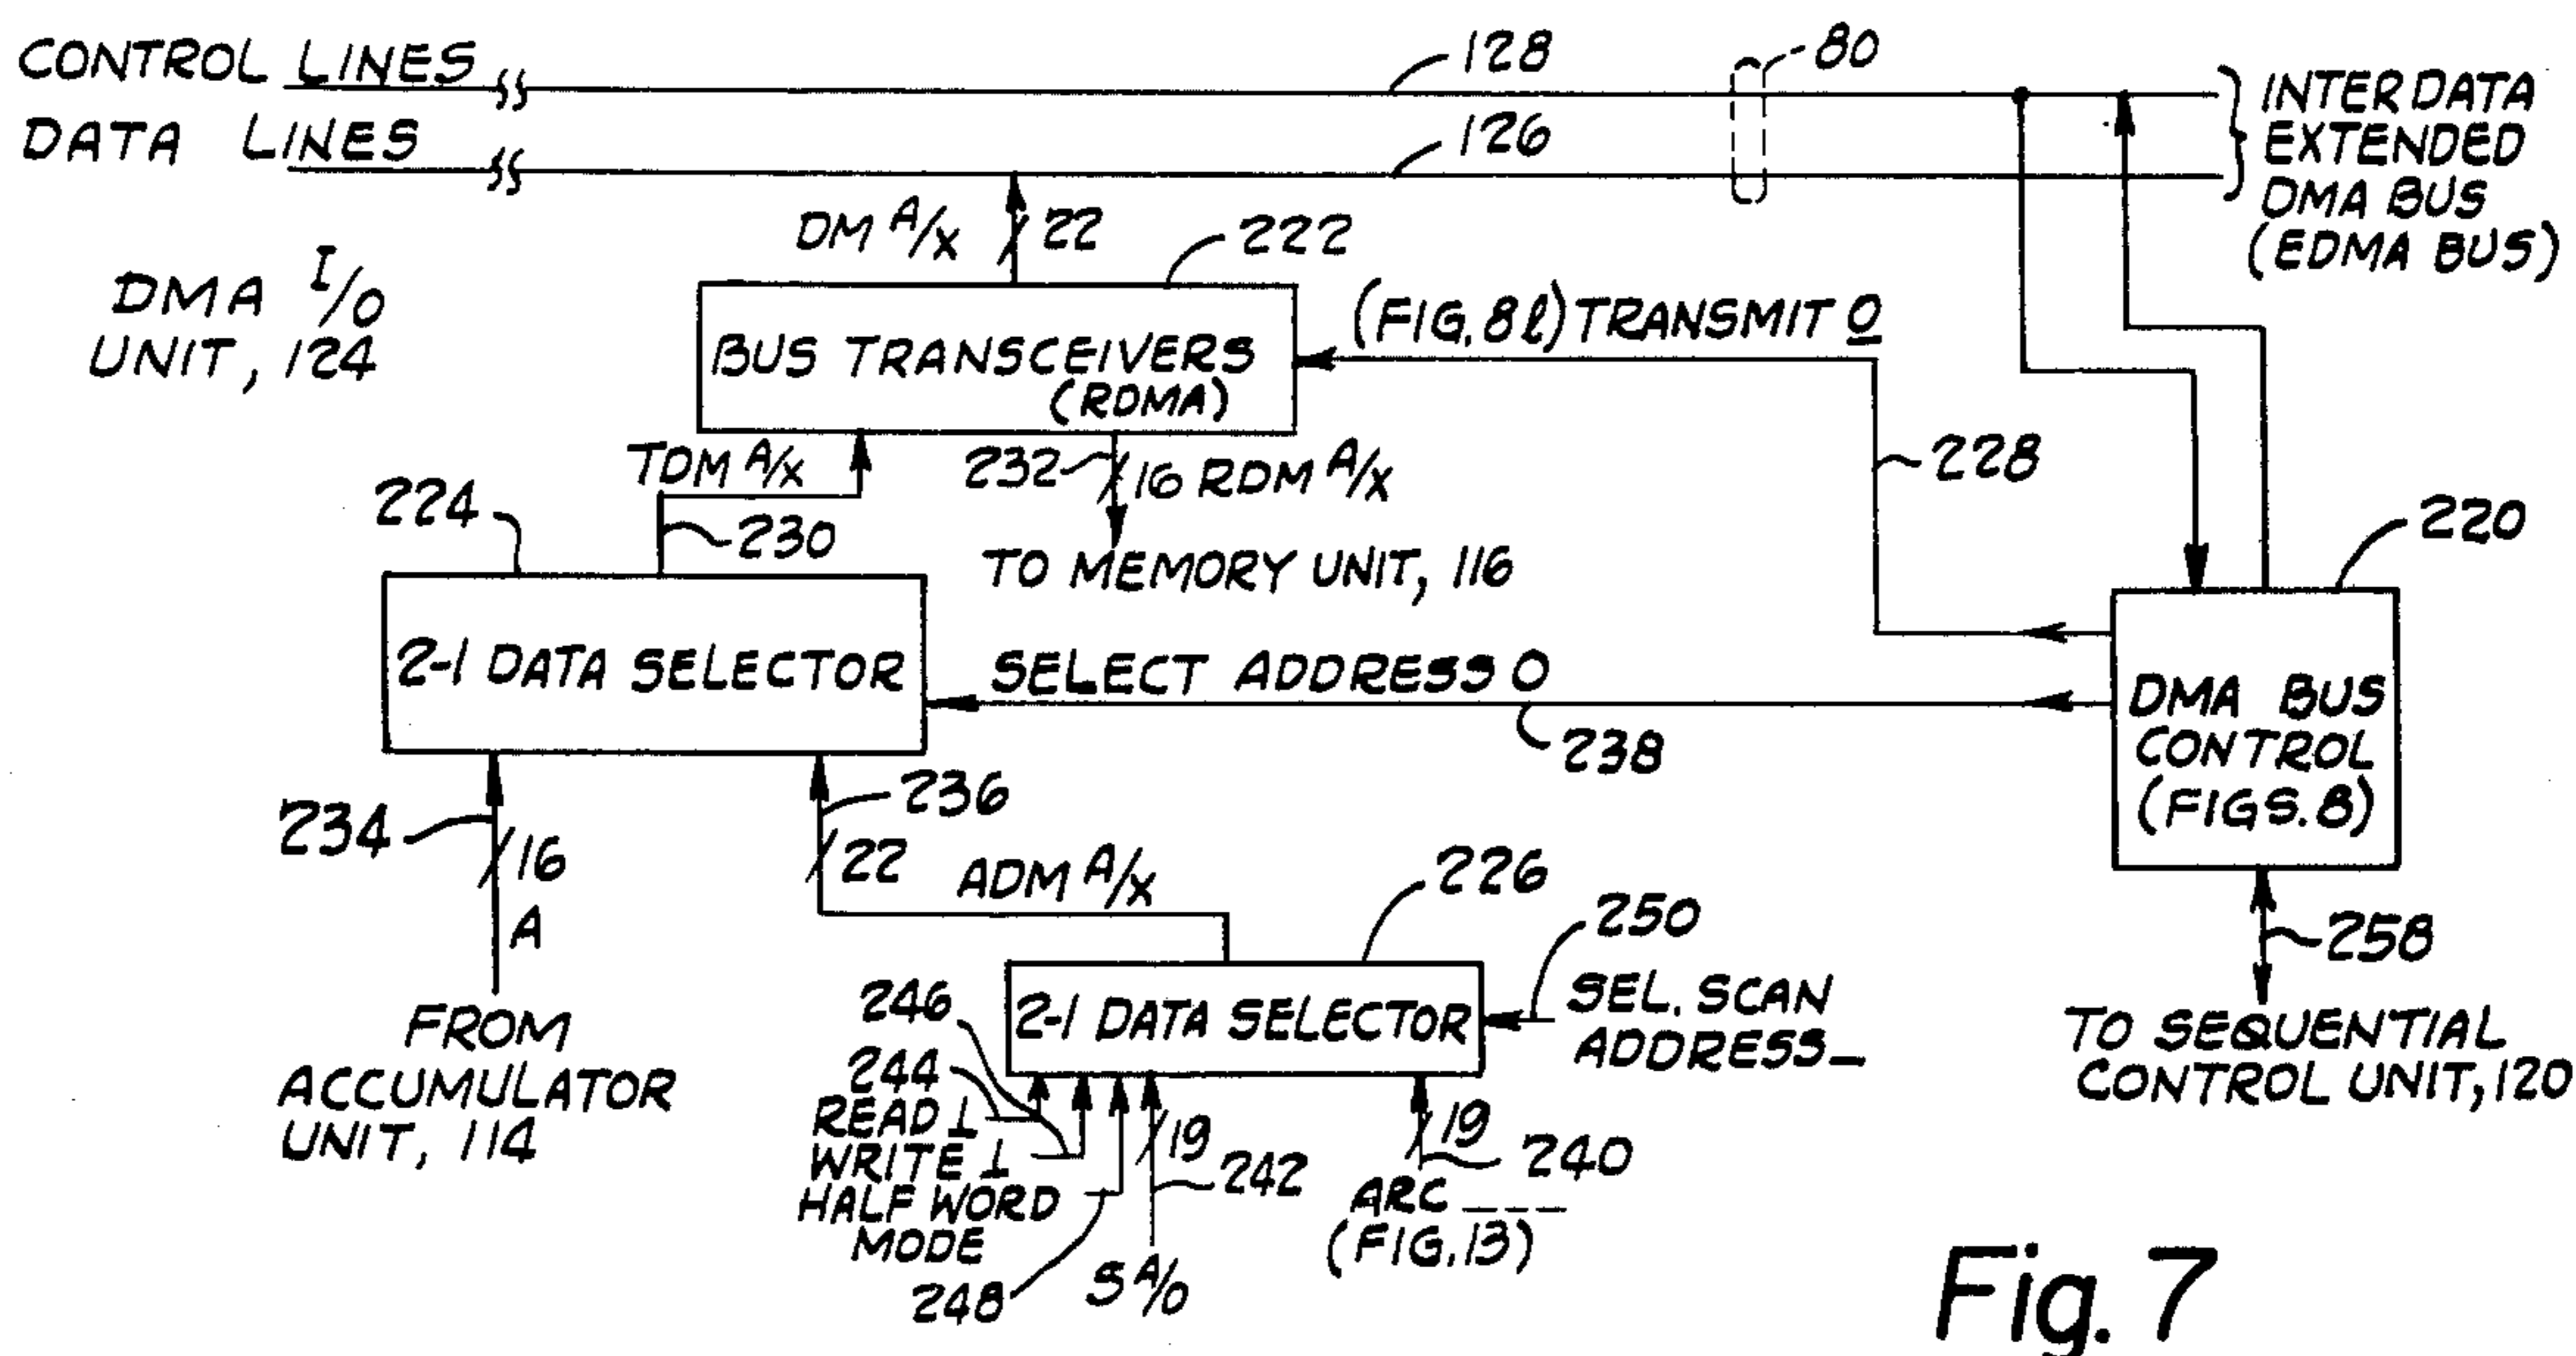 CONTROL LINES
128
80
DATA LINES
126
INTERDATA
EXTENDED
DMA BUS
(EDMA BUS)
DM A/X
22
222
DMA I/O
UNIT, 124
BUS TRANSCEIVERS
(RDMA)
(FIG. 8l) TRANSMIT 0
228
TDM A/X
232
16 RDM A/X
224
230
TO MEMORY UNIT, 116
220
2-1 DATA SELECTOR
SELECT ADDRESS 0
238
DMA BUS
CONTROL
(FIGS. 8)
234
16
A
236
22
ADM A/X
226
250
258
FROM
ACCUMULATOR
UNIT, 114
2-1 DATA SELECTOR
SEL. SCAN
ADDRESS_
TO SEQUENTIAL
CONTROL UNIT, 120
246
244
READ 1
WRITE 1
HALF WORD
MODE
248
19
242
S A/O
19
240
ARC ___
(FIG. 13)
Fig. 7